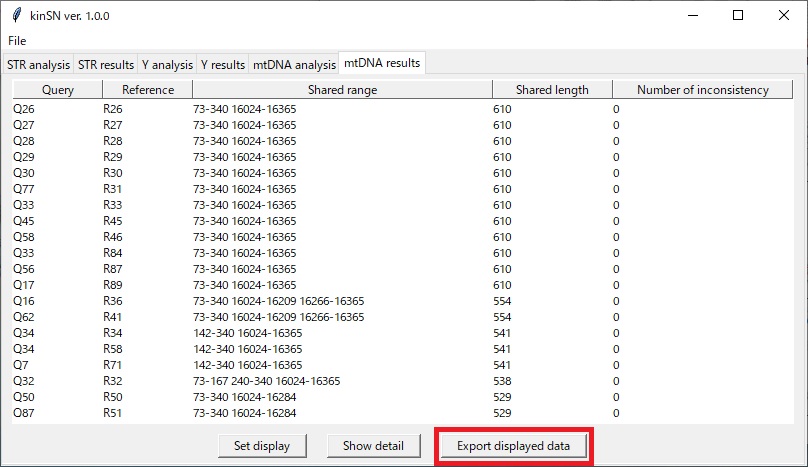 kinSN ver. 1.0.0
File
STR analysis STR results Y analysis Y results mtDNA analysis mtDNA results
Query Reference Shared range Shared length Number of inconsistency
Q26 R26 73-340 16024-16365 610 0
Q27 R27 73-340 16024-16365 610 0
Q28 R28 73-340 16024-16365 610 0
Q29 R29 73-340 16024-16365 610 0
Q30 R30 73-340 16024-16365 610 0
Q77 R31 73-340 16024-16365 610 0
Q33 R33 73-340 16024-16365 610 0
Q45 R45 73-340 16024-16365 610 0
Q58 R46 73-340 16024-16365 610 0
Q33 R84 73-340 16024-16365 610 0
Q56 R87 73-340 16024-16365 610 0
Q17 R89 73-340 16024-16365 610 0
Q16 R36 73-340 16024-16209 16266-16365 554 0
Q62 R41 73-340 16024-16209 16266-16365 554 0
Q34 R34 142-340 16024-16365 541 0
Q34 R58 142-340 16024-16365 541 0
Q7 R71 142-340 16024-16365 541 0
Q32 R32 73-167 240-340 16024-16365 538 0
Q50 R50 73-340 16024-16284 529 0
Q87 R51 73-340 16024-16284 529 0
Set display Show detail Export displayed data